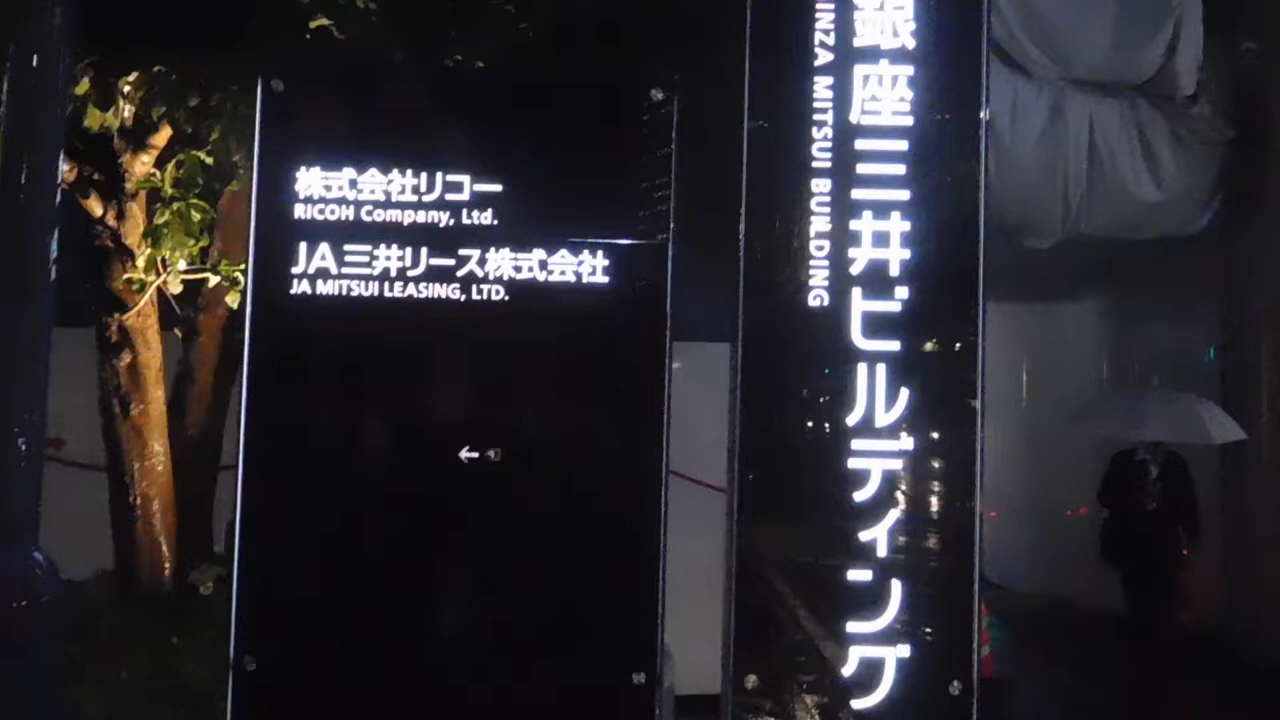 株式会社リコー
RICOH Company, Ltd.
JA三井リース株式会社
JA MITSUI LEASING, LTD.
銀座三井ビルディング
GINZA MITSUI BUILDING